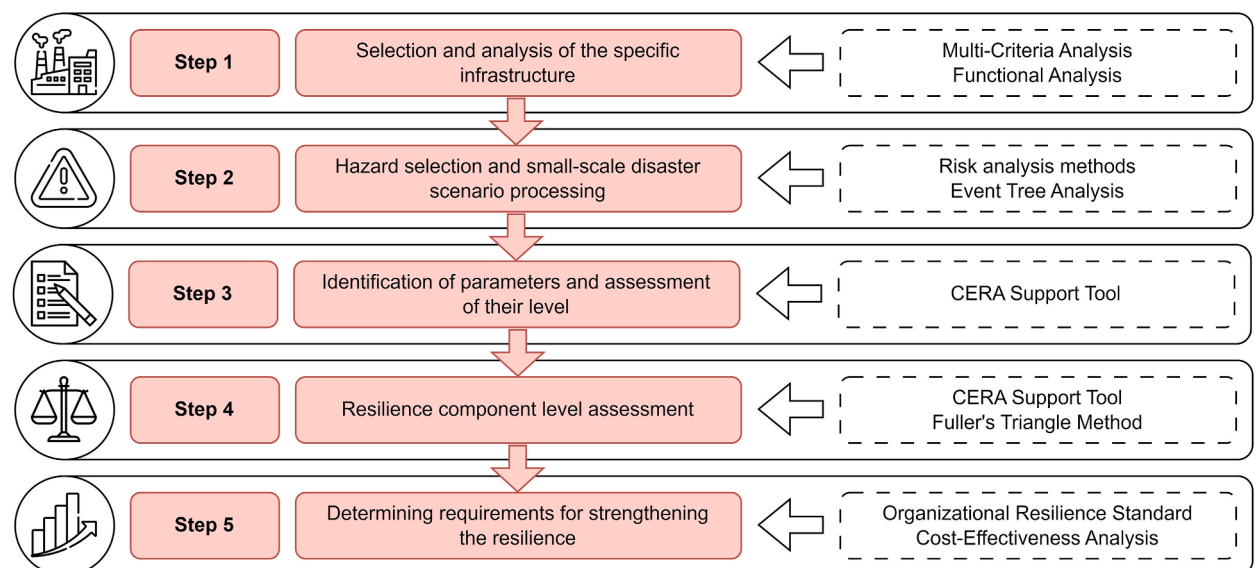 Step 1
Selection and analysis of the specific
infrastructure
Multi-Criteria Analysis
Functional Analysis
Step 2
Hazard selection and small-scale disaster
scenario processing
Risk analysis methods
Event Tree Analysis
Step 3
Identification of parameters and assessment
of their level
CERA Support Tool
Step 4
Resilience component level assessment
CERA Support Tool
Fuller's Triangle Method
Step 5
Determining requirements for strengthening
the resilience
Organizational Resilience Standard
Cost-Effectiveness Analysis